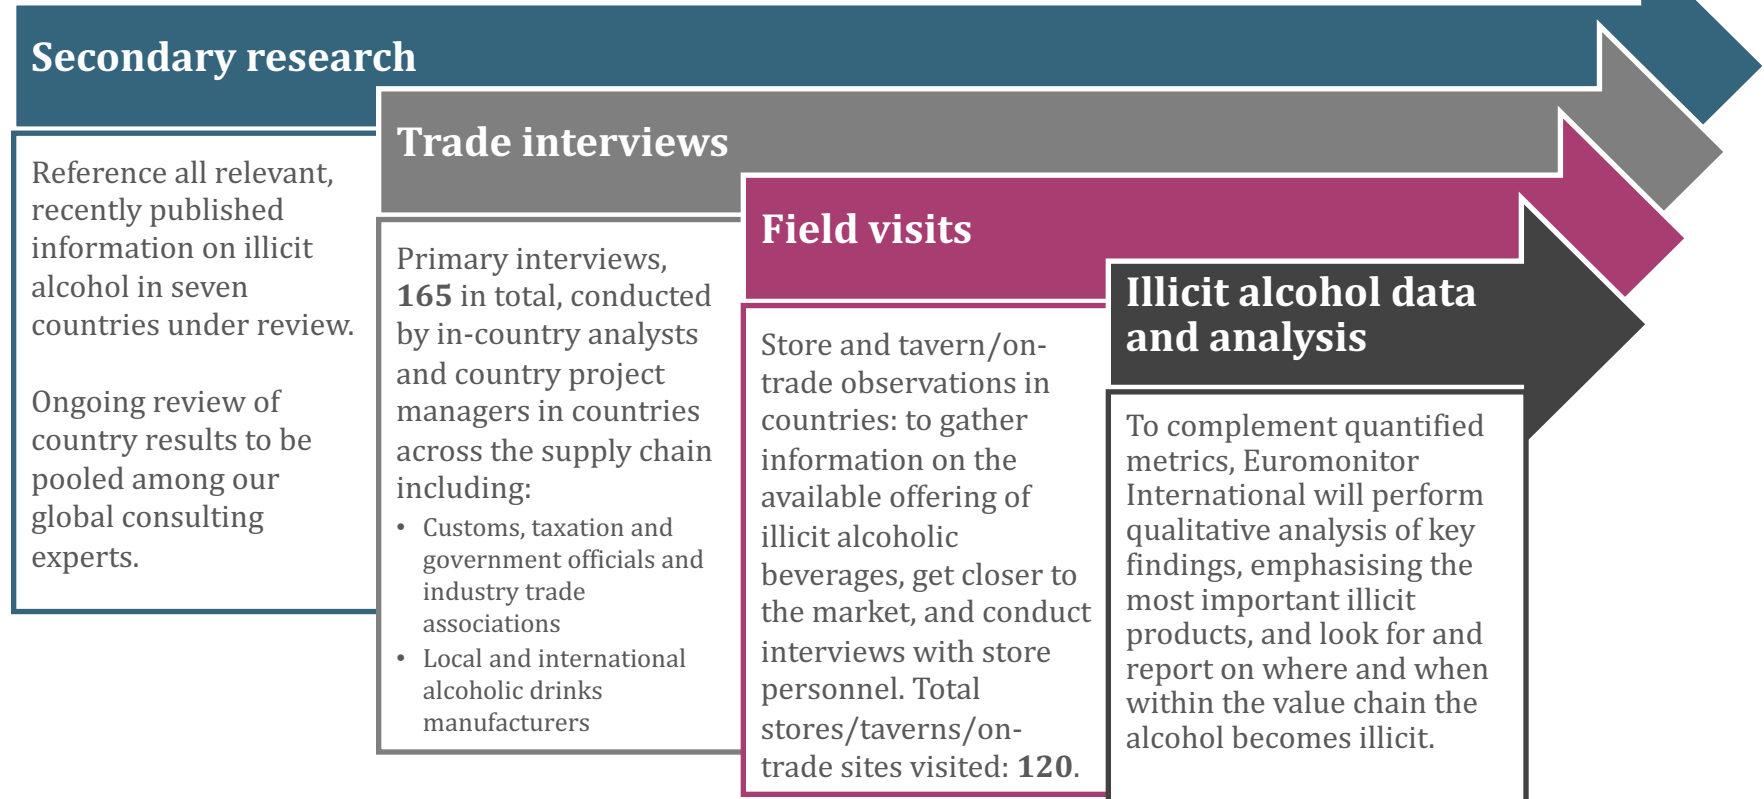 Secondary research
Reference all relevant,
recently published
information on illicit
alcohol in seven
countries under review.
Ongoing review of
country results to be
pooled among our
global consulting
experts.
Trade interviews
Primary interviews,
165 in total, conducted
by in-country analysts
and country project
managers in countries
across the supply chain
including:
• Customs, taxation and
government officials and
industry trade
associations
• Local and international
alcoholic drinks
manufacturers
Field visits
Store and tavern/on-
trade observations in
countries: to gather
information on the
available offering of
illicit alcoholic
beverages, get closer to
the market, and conduct
interviews with store
personnel. Total
stores/taverns/on-
trade sites visited: 120.
Illicit alcohol data
and analysis
To complement quantified
metrics, Euromonitor
International will perform
qualitative analysis of key
findings, emphasising the
most important illicit
products, and look for and
report on where and when
within the value chain the
alcohol becomes illicit.